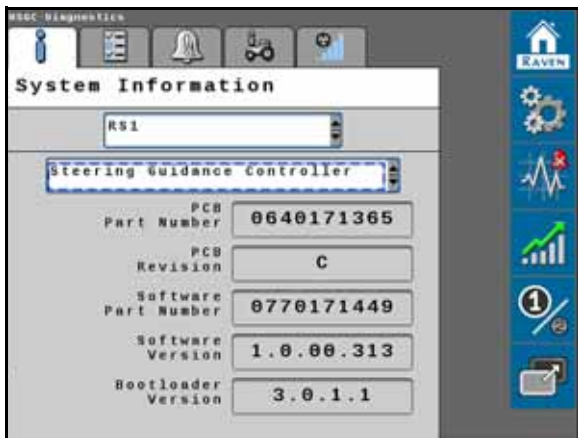 RSGC Diagnostics
System Information
RAVEN
RS1
Steering Guidance Controller
PCB
Part Number
0640171365
PCB
Revision
C
Software
Part Number
0770171449
Software
Version
1.0.00.313
Bootloader
Version
3.0.1.1
1